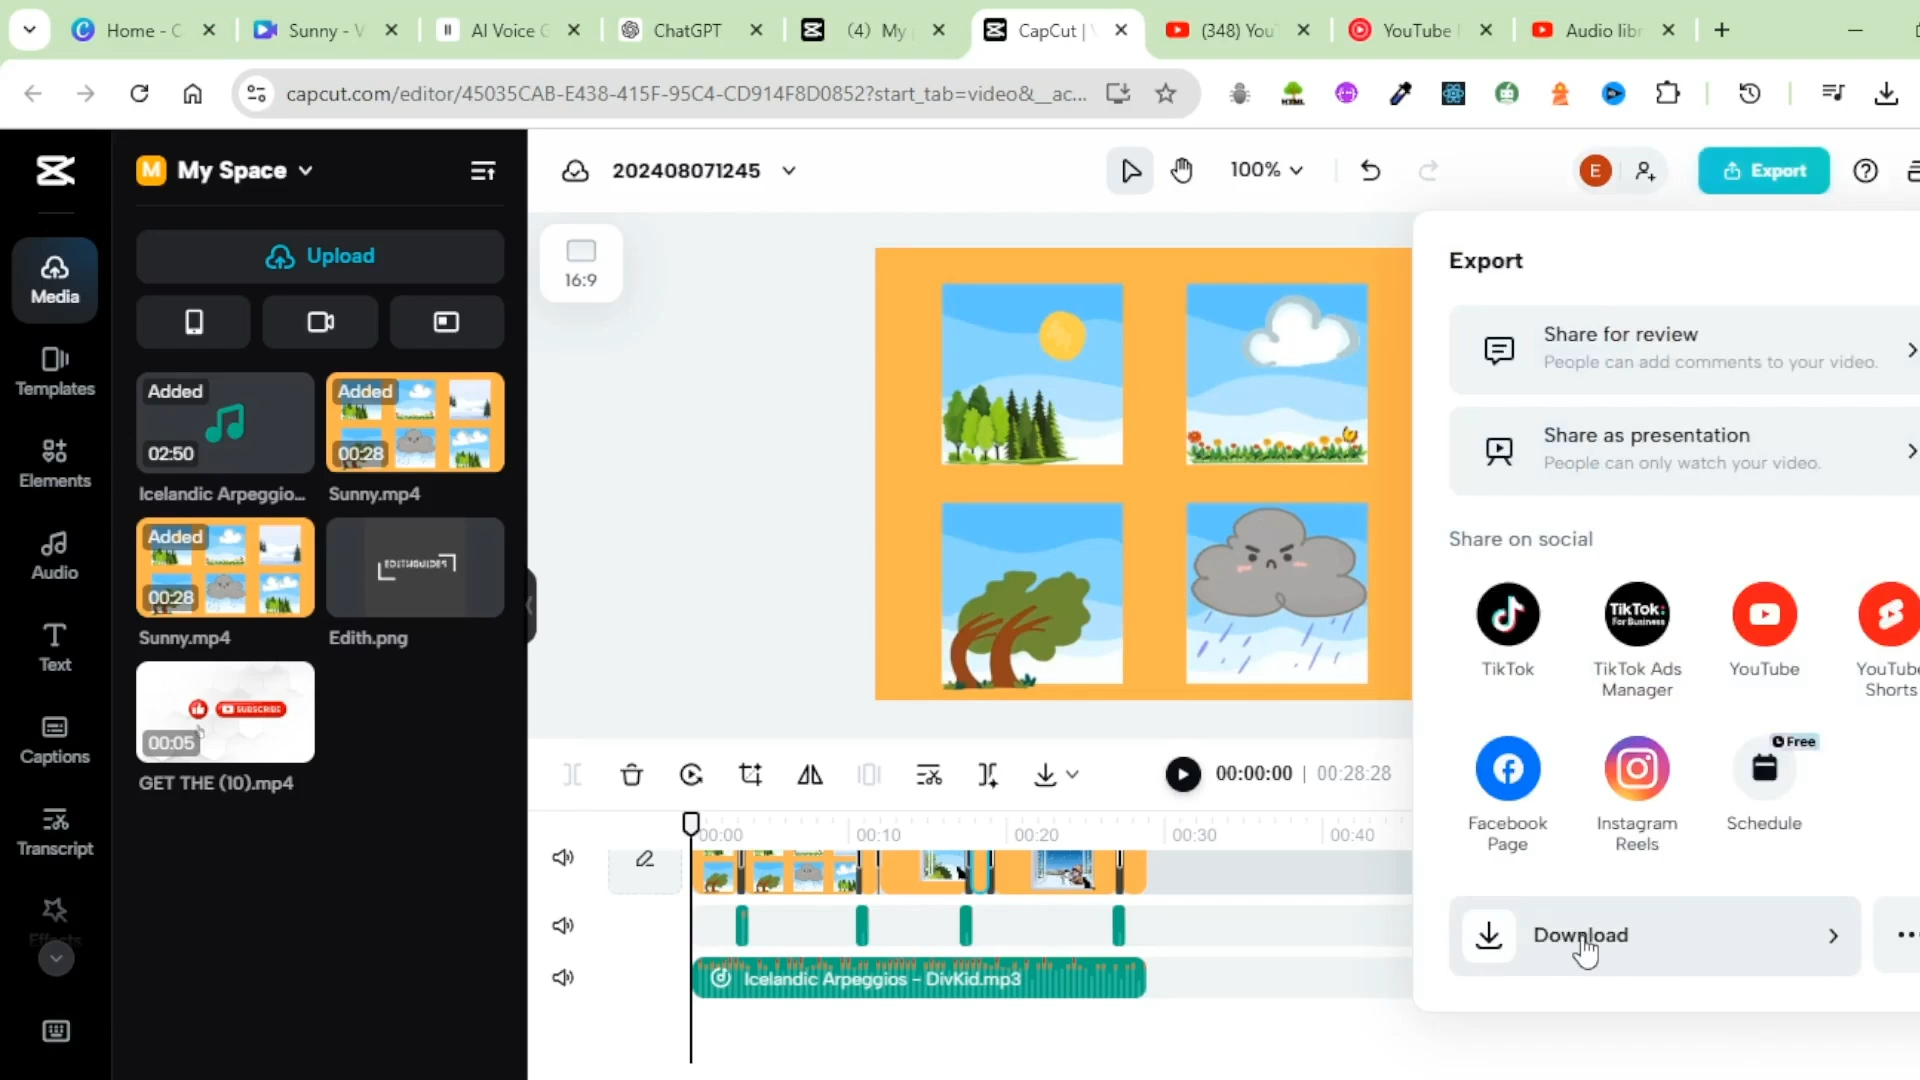 Home - C
Sunny - V
AI Voice G
ChatGPT
(4) My
CapCut | V
(348) You
YouTube
Audio libr
capcut.com/editor/45035CAB-E438-415F-95C4-CD914F8D0852?start_tab=video&__ac...
M My Space
202408071245
100%
E
Export
Upload
16:9
Media
Templates
Elements
Audio
Text
Captions
Transcript
Effects
Added
02:50
Icelandic Arpeggio...
Added
00:28
Sunny.mp4
Added
00:28
Sunny.mp4
EDITHGUIDES
Edith.png
SUBSCRIBE
00:05
GET THE (10).mp4
Export
Share for review
People can add comments to your video.
Share as presentation
People can only watch your video.
Share on social
TikTok
TikTok:
For Business
TikTok Ads
Manager
YouTube
YouTube
Shorts
Facebook
Page
Instagram
Reels
Free
Schedule
Download
00:00:00 | 00:28:28
00:00
00:10
00:20
00:30
00:40
Icelandic Arpeggios - DivKid.mp3